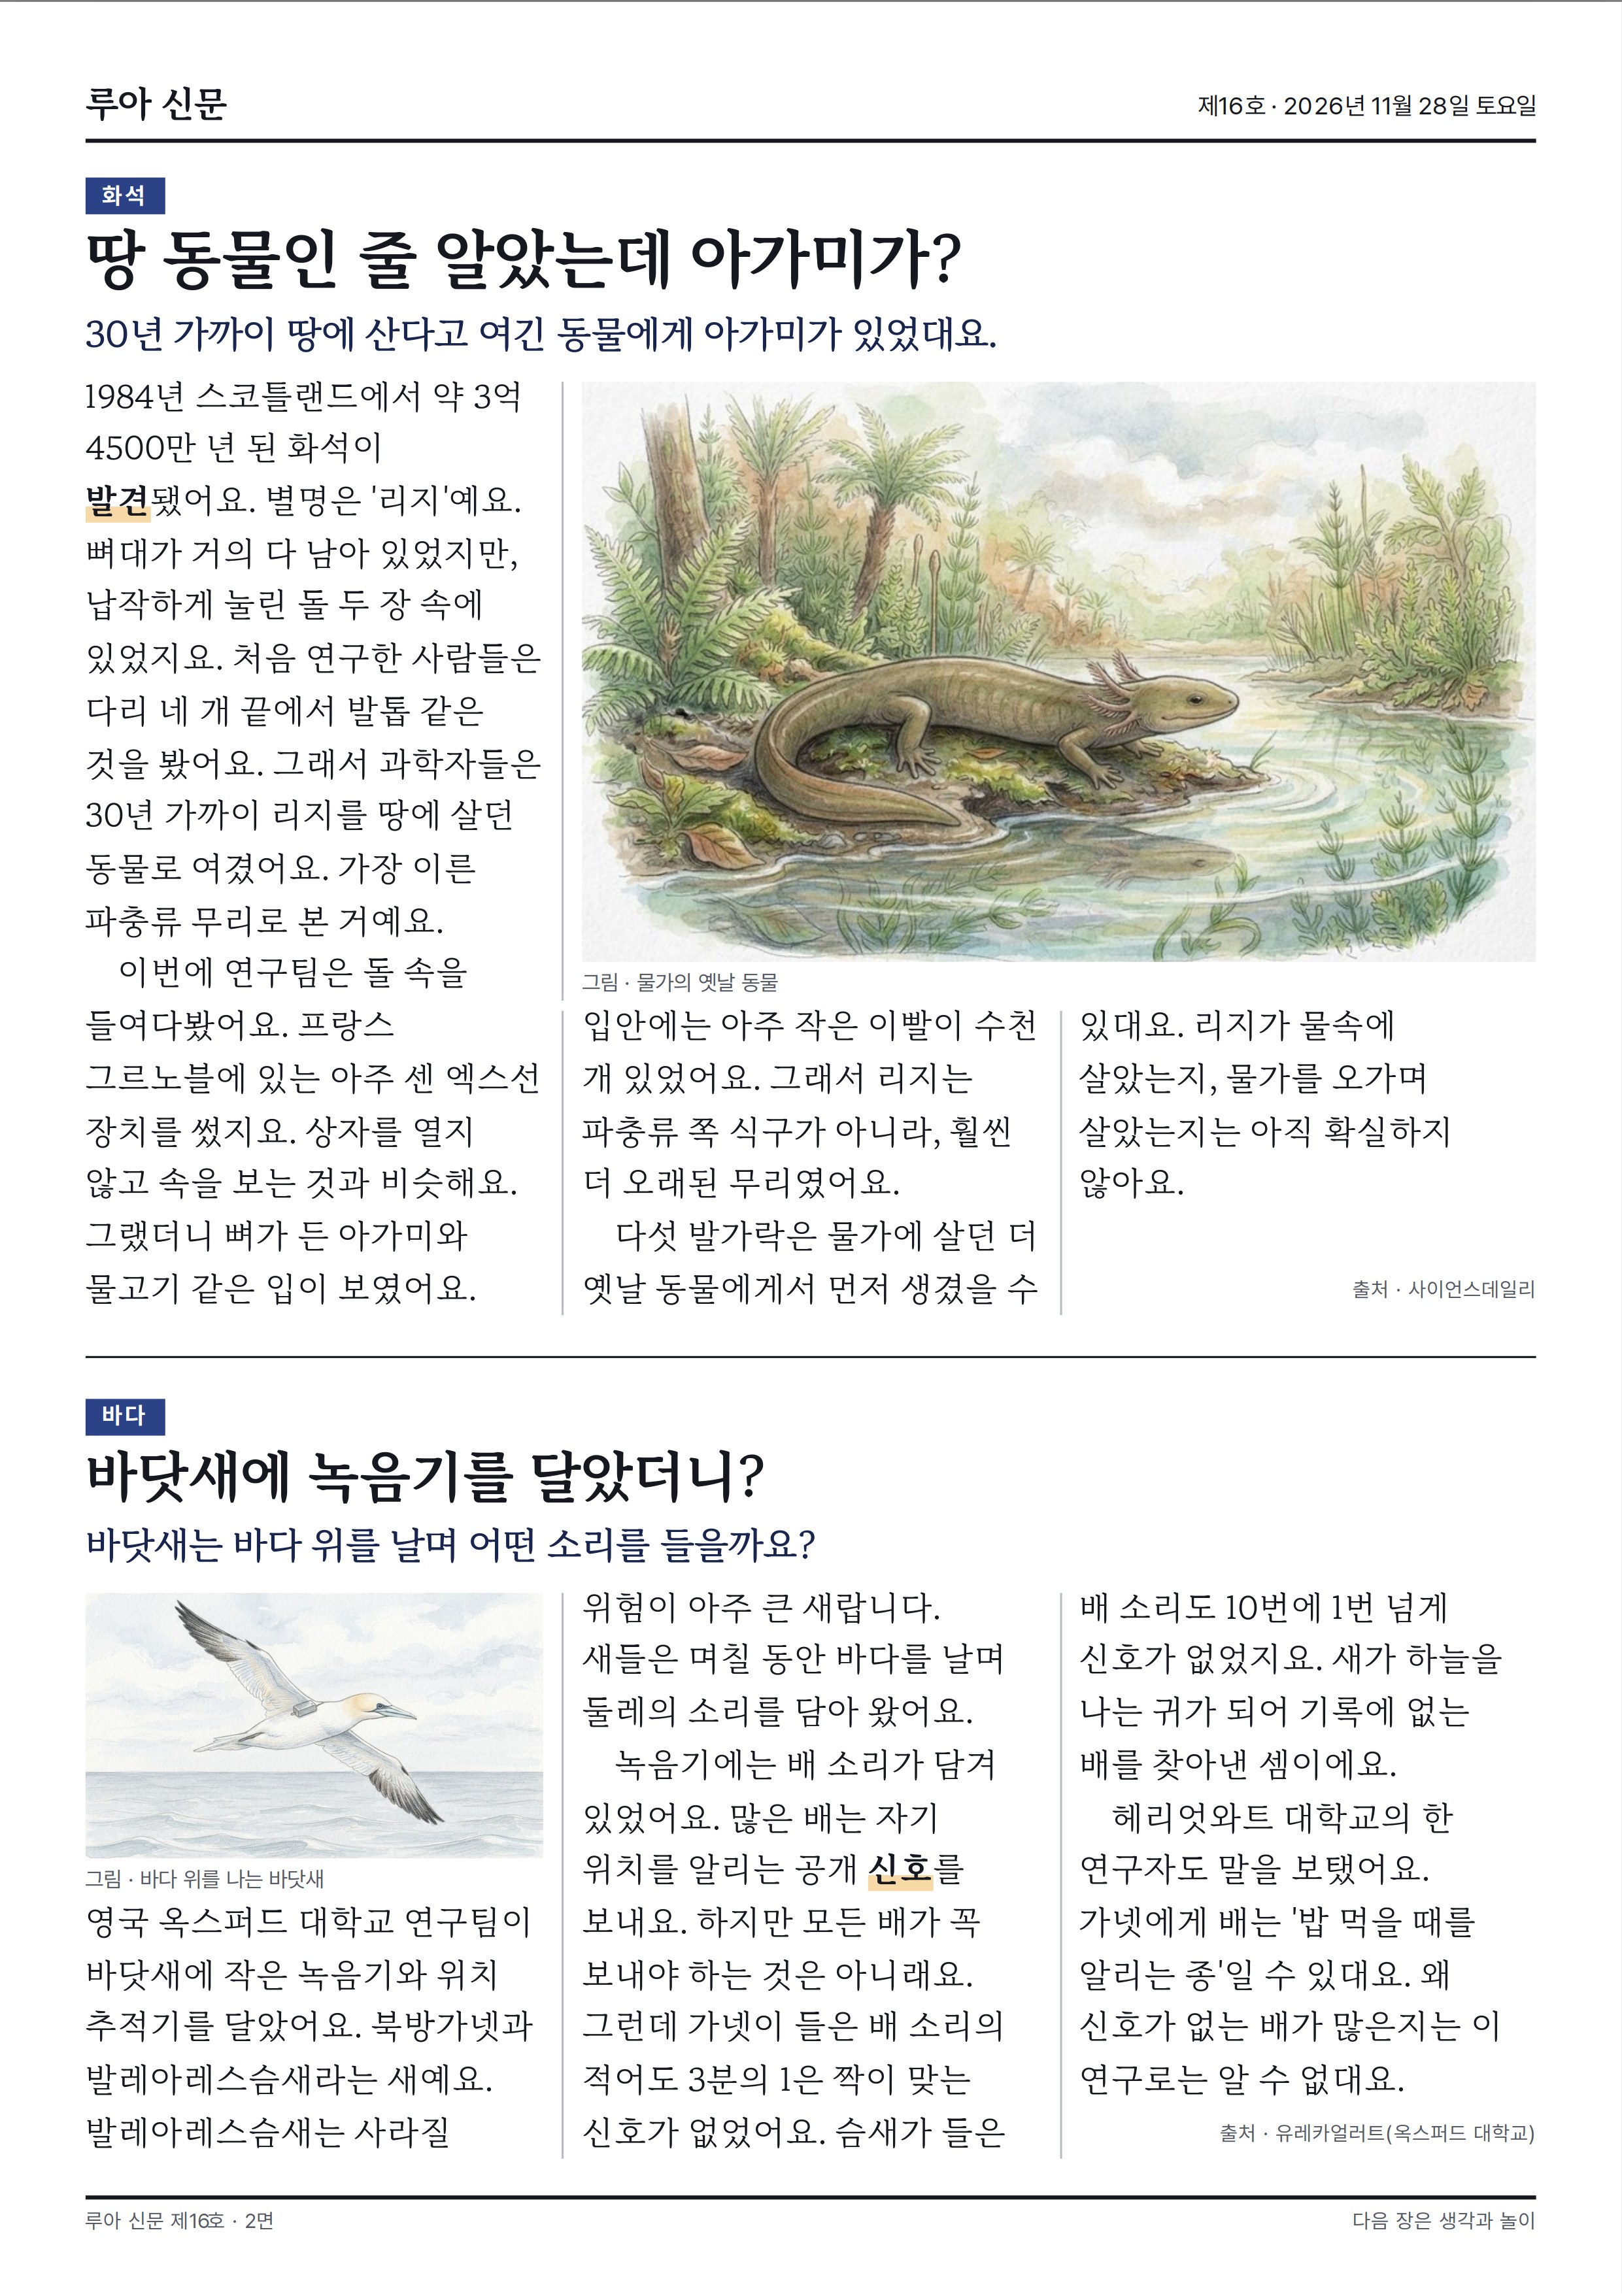 루아 신문
제16호 · 2026년 11월 28일 토요일
화석
땅 동물인 줄 알았는데 아가미가?
30년 가까이 땅에 산다고 여긴 동물에게 아가미가 있었대요.
1984년 스코틀랜드에서 약 3억
4500만 년 된 화석이
발견됐어요. 별명은 '리지'예요.
뼈대가 거의 다 남아 있었지만,
납작하게 눌린 돌 두 장 속에
있었지요. 처음 연구한 사람들은
다리 네 개 끝에서 발톱 같은
것을 봤어요. 그래서 과학자들은
30년 가까이 리지를 땅에 살던
동물로 여겼어요. 가장 이른
파충류 무리로 본 거예요.
이번에 연구팀은 돌 속을
들여다봤어요. 프랑스
그르노블에 있는 아주 센 엑스선
장치를 썼지요. 상자를 열지
않고 속을 보는 것과 비슷해요.
그랬더니 뼈가 든 아가미와
물고기 같은 입이 보였어요.
그림 · 물가의 옛날 동물
입안에는 아주 작은 이빨이 수천
개 있었어요. 그래서 리지는
파충류 쪽 식구가 아니라, 훨씬
더 오래된 무리였어요.
다섯 발가락은 물가에 살던 더
옛날 동물에게서 먼저 생겼을 수
있대요. 리지가 물속에
살았는지, 물가를 오가며
살았는지는 아직 확실하지
않아요.
출처 · 사이언스데일리
바다
바닷새에 녹음기를 달았더니?
바닷새는 바다 위를 날며 어떤 소리를 들을까요?
그림 · 바다 위를 나는 바닷새
영국 옥스퍼드 대학교 연구팀이
바닷새에 작은 녹음기와 위치
추적기를 달았어요. 북방가넷과
발레아레스슴새라는 새예요.
발레아레스슴새는 사라질
위험이 아주 큰 새랍니다.
새들은 며칠 동안 바다를 날며
둘레의 소리를 담아 왔어요.
녹음기에는 배 소리가 담겨
있었어요. 많은 배는 자기
위치를 알리는 공개 신호를
보내요. 하지만 모든 배가 꼭
보내야 하는 것은 아니래요.
그런데 가넷이 들은 배 소리의
적어도 3분의 1은 짝이 맞는
신호가 없었어요. 슴새가 들은
배 소리도 10번에 1번 넘게
신호가 없었지요. 새가 하늘을
나는 귀가 되어 기록에 없는
배를 찾아낸 셈이에요.
헤리엇와트 대학교의 한
연구자도 말을 보탰어요.
가넷에게 배는 '밥 먹을 때를
알리는 종'일 수 있대요. 왜
신호가 없는 배가 많은지는 이
연구로는 알 수 없대요.
출처 · 유레카얼러트(옥스퍼드 대학교)
루아 신문 제16호 · 2면
다음 장은 생각과 놀이